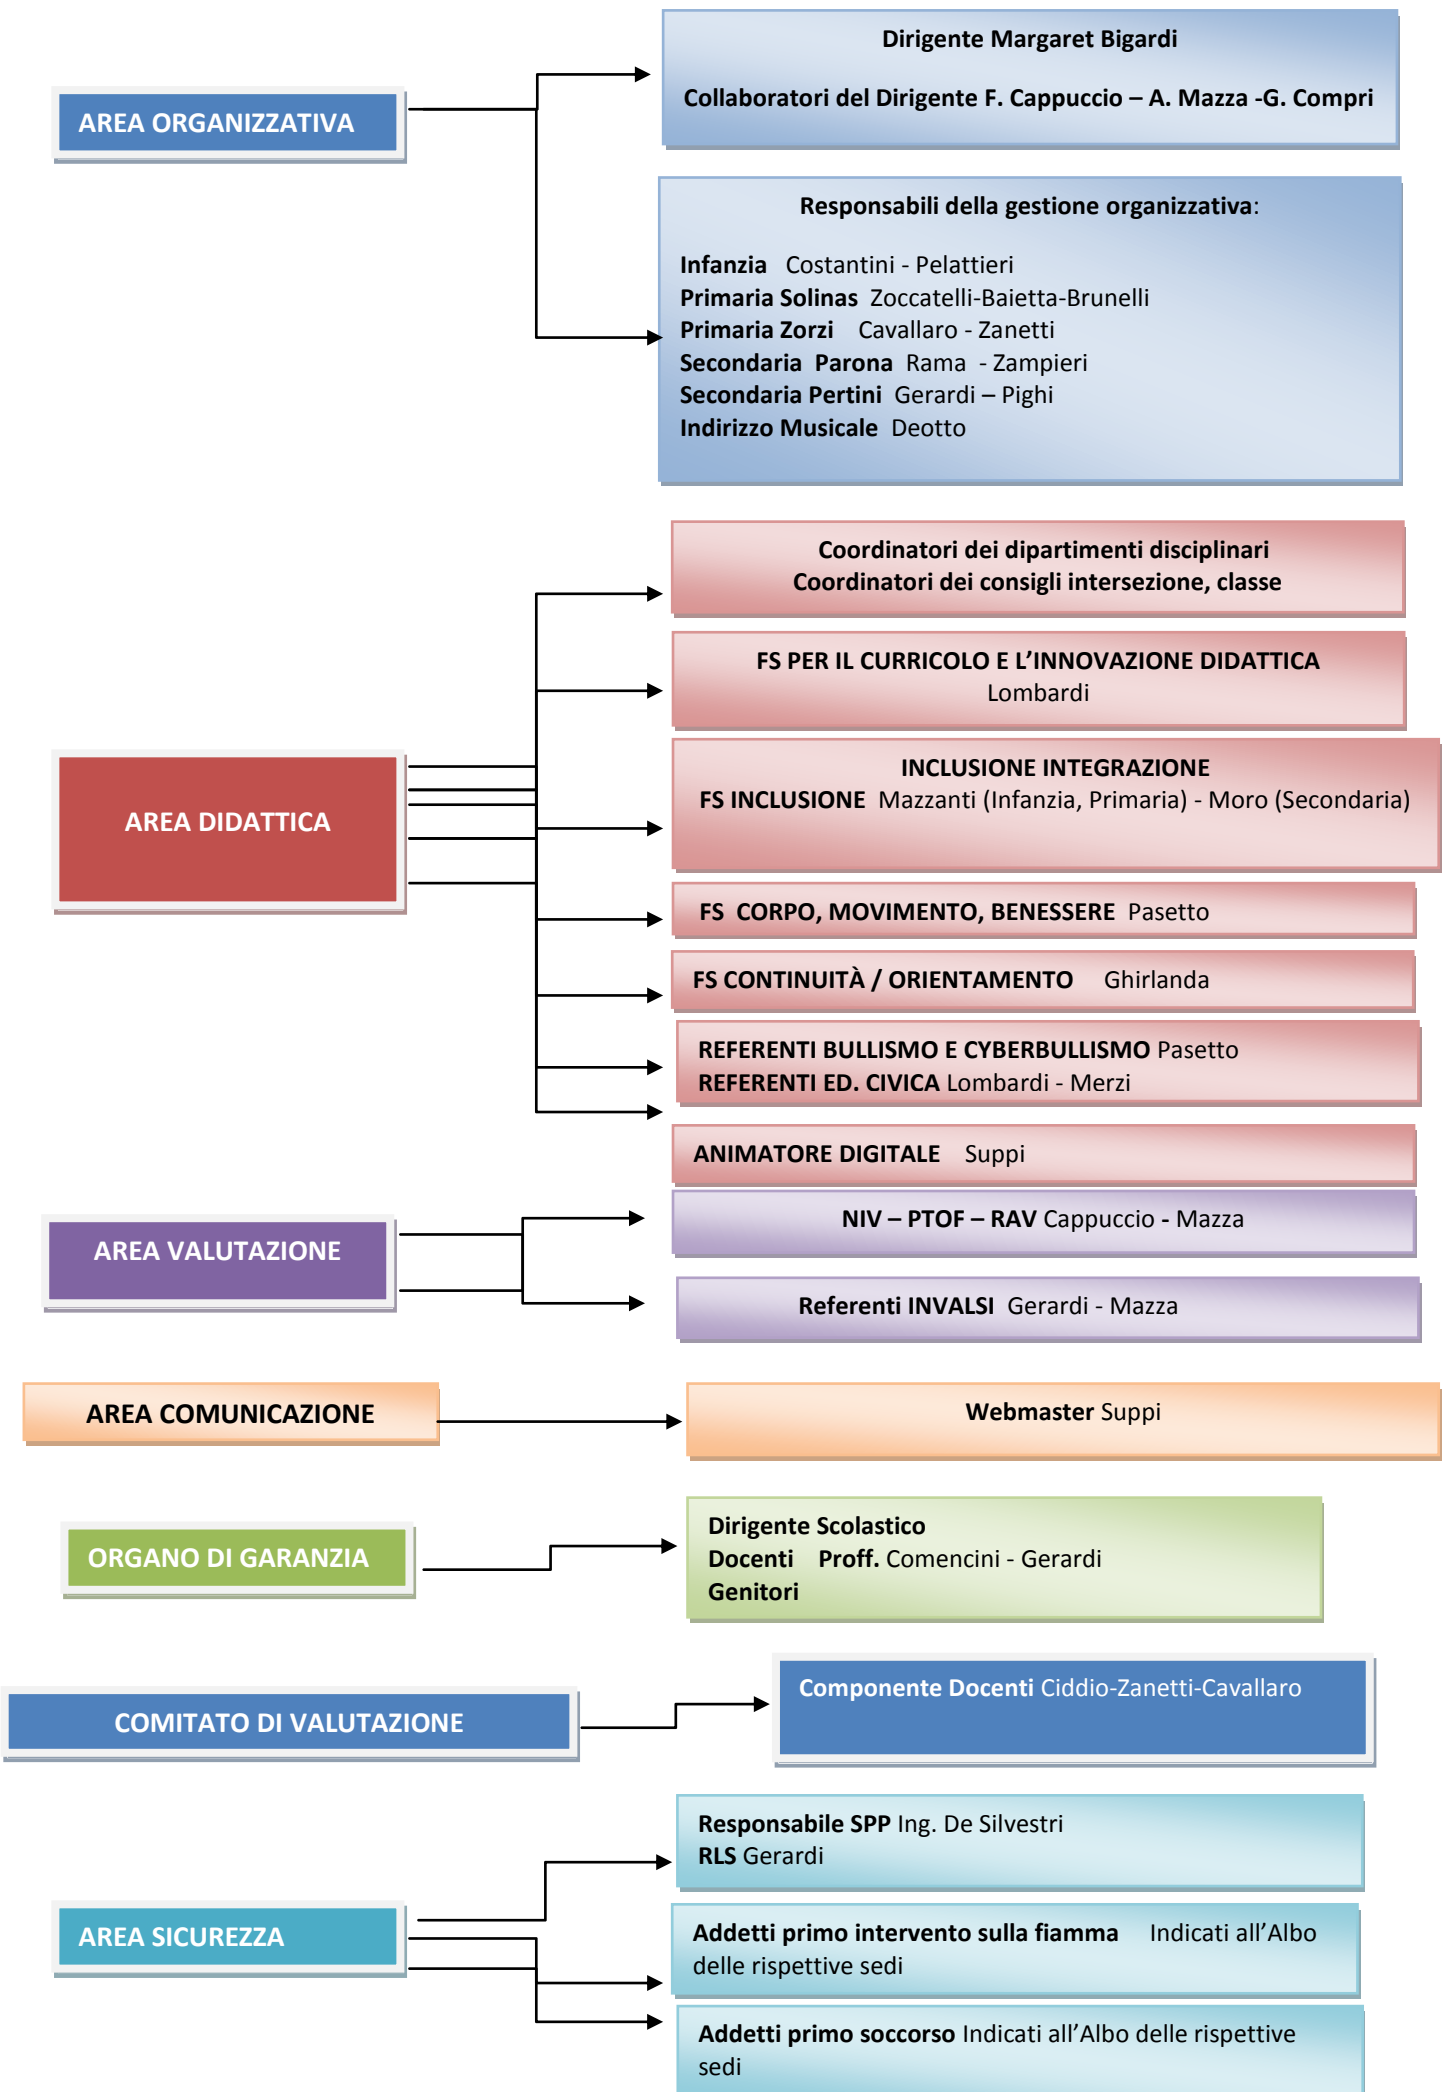 AREA ORGANIZZATIVA
Dirigente Margaret Bigardi
Collaboratori del Dirigente F. Cappuccio – A. Mazza -G. Compri
Responsabili della gestione organizzativa:
Infanzia Costantini - Pelattieri
Primaria Solinas Zoccatelli-Baietta-Brunelli
Primaria Zorzi Cavallaro - Zanetti
Secondaria Parona Rama - Zampieri
Secondaria Pertini Gerardi – Pighi
Indirizzo Musicale Deotto
AREA DIDATTICA
Coordinatori dei dipartimenti disciplinari
Coordinatori dei consigli intersezione, classe
FS PER IL CURRICOLO E L’INNOVAZIONE DIDATTICA
Lombardi
INCLUSIONE INTEGRAZIONE
FS INCLUSIONE Mazzanti (Infanzia, Primaria) - Moro (Secondaria)
FS CORPO, MOVIMENTO, BENESSERE Pasetto
FS CONTINUITÀ / ORIENTAMENTO Ghirlanda
REFERENTI BULLISMO E CYBERBULLISMO Pasetto
REFERENTI ED. CIVICA Lombardi - Merzi
ANIMATORE DIGITALE Suppi
AREA VALUTAZIONE
NIV – PTOF – RAV Cappuccio - Mazza
Referenti INVALSI Gerardi - Mazza
AREA COMUNICAZIONE
Webmaster Suppi
ORGANO DI GARANZIA
Dirigente Scolastico
Docenti Proff. Comencini - Gerardi
Genitori
COMITATO DI VALUTAZIONE
Componente Docenti Ciddio-Zanetti-Cavallaro
AREA SICUREZZA
Responsabile SPP Ing. De Silvestri
RLS Gerardi
Addetti primo intervento sulla fiamma Indicati all’Albo
delle rispettive sedi
Addetti primo soccorso Indicati all’Albo delle rispettive
sedi